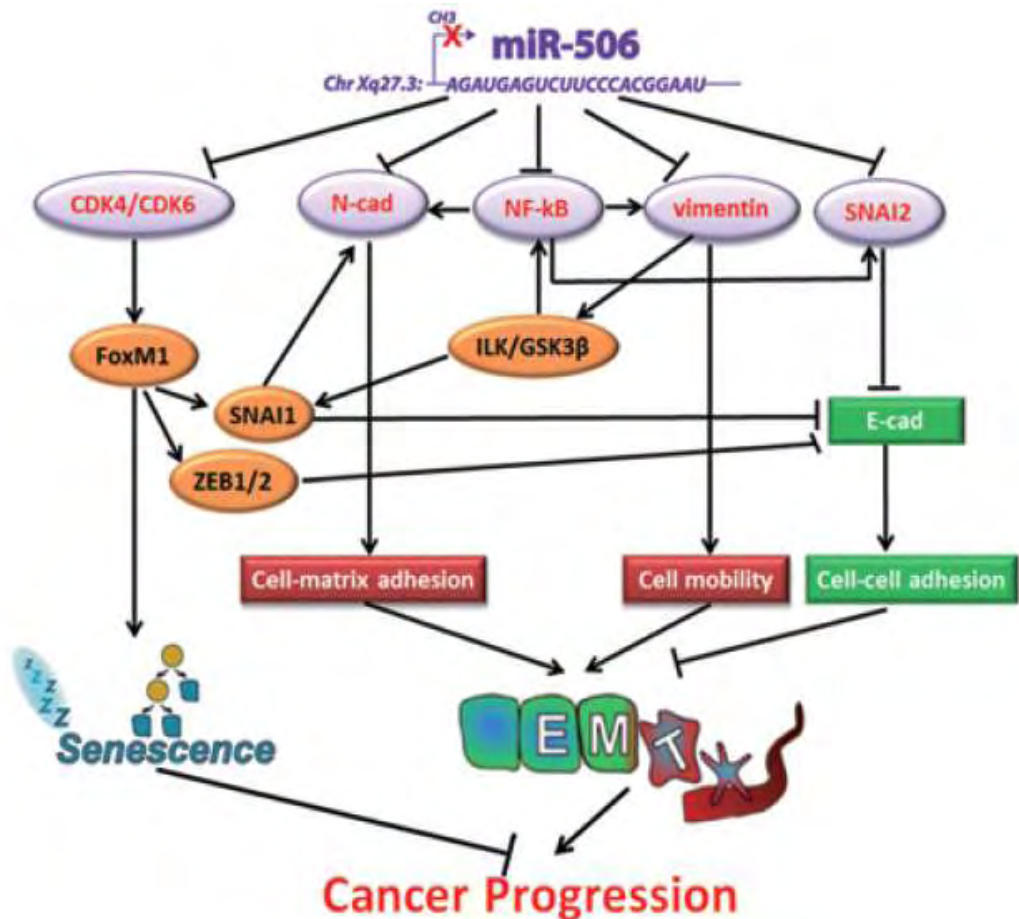 CH3
X
miR-506
Chr Xq27.3: AGAUGAGUCUUCCCACGGAAU
CDK4/CDK6
N-cad
NF-kB
vimentin
SNAI2
FoxM1
ILK/GSK3β
SNAI1
E-cad
ZEB1/2
Cell-matrix adhesion
Cell mobility
Cell-cell adhesion
z z z z Z
Senescence
E M T
Cancer Progression